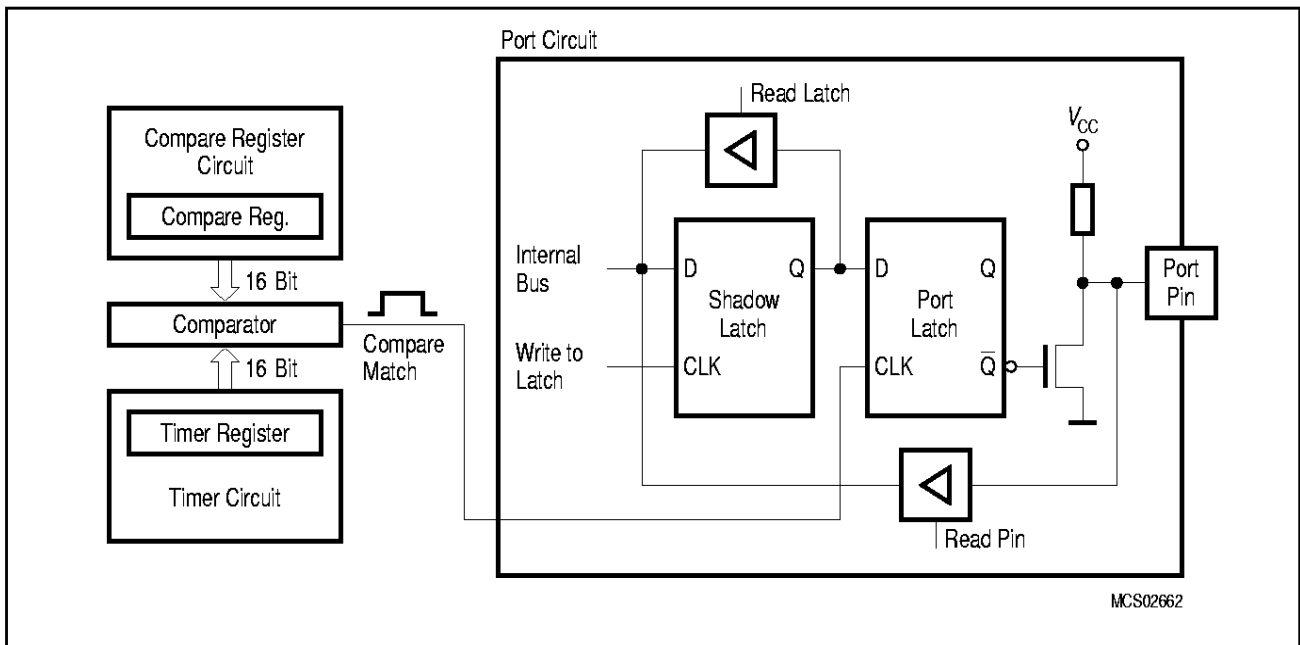 Port Circuit
Read Latch
VCC
Compare Register
Circuit
Compare Reg.
16 Bit
Comparator
16 Bit
Timer Register
Timer Circuit
Compare
Match
Internal
Bus
Write to
Latch
D
Q
Shadow
Latch
CLK
D
Q
Port
Latch
CLK
Q̅
Port
Pin
Read Pin
MCS02662